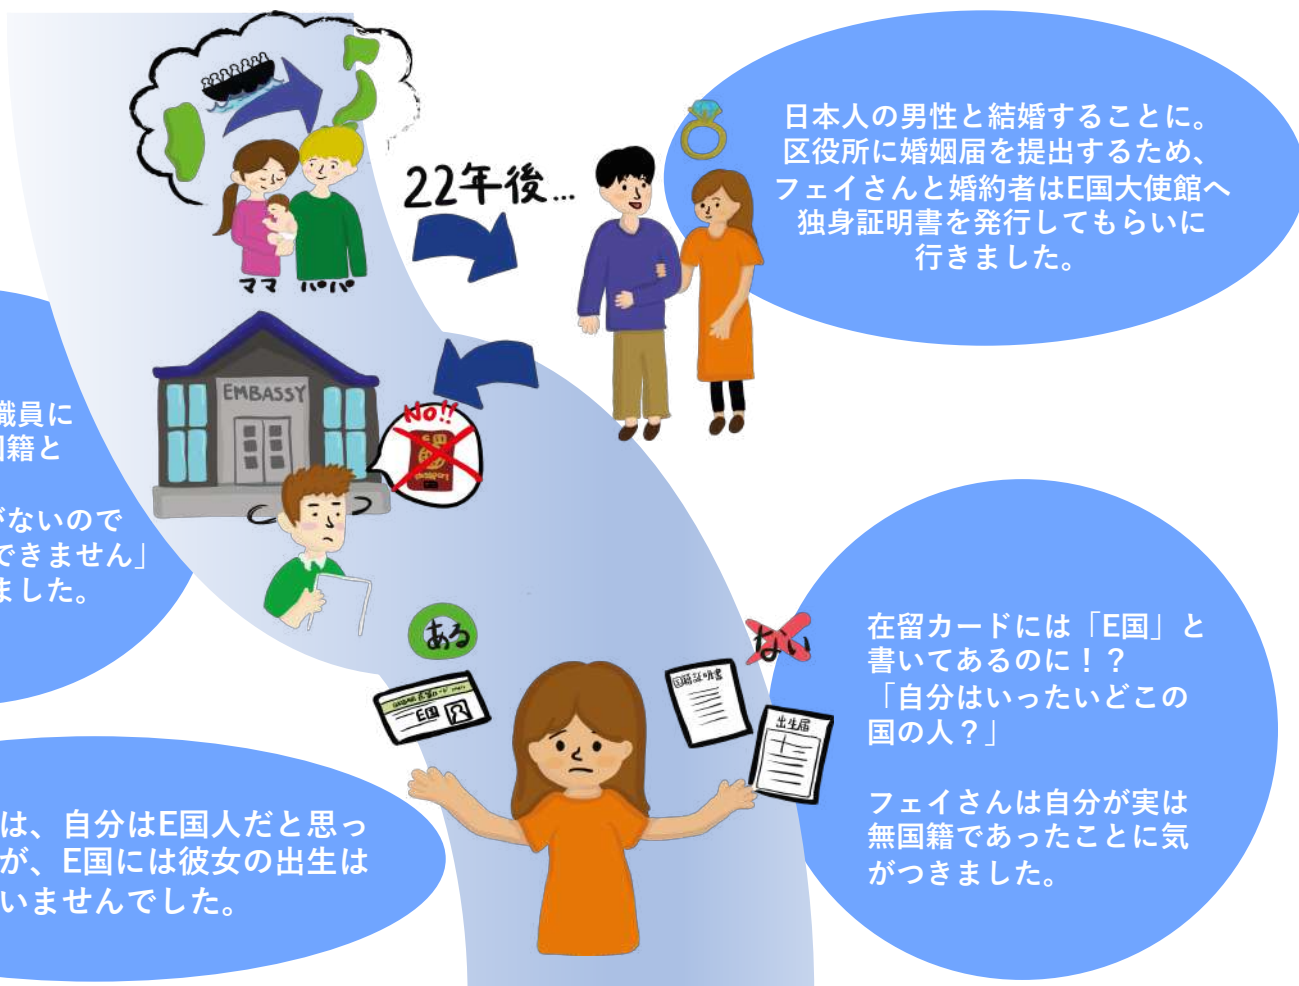 日本人の男性と結婚することに。
区役所に婚姻届を提出するため、
フェイさんと婚約者はE国大使館へ
独身証明書を発行してもらいに
行きました。
22年後...
ママ パパ
EMBASSY
No!!
passport
職員に
国籍と
がないので
できません」
ました。
ある
ない
E国
国籍証明書
出生届
在留カードには「E国」と
書いてあるのに！？
「自分はいったいどこの
国の人？」
フェイさんは自分が実は
無国籍であったことに気
がつきました。
は、自分はE国人だと思っ
が、E国には彼女の出生は
いませんでした。